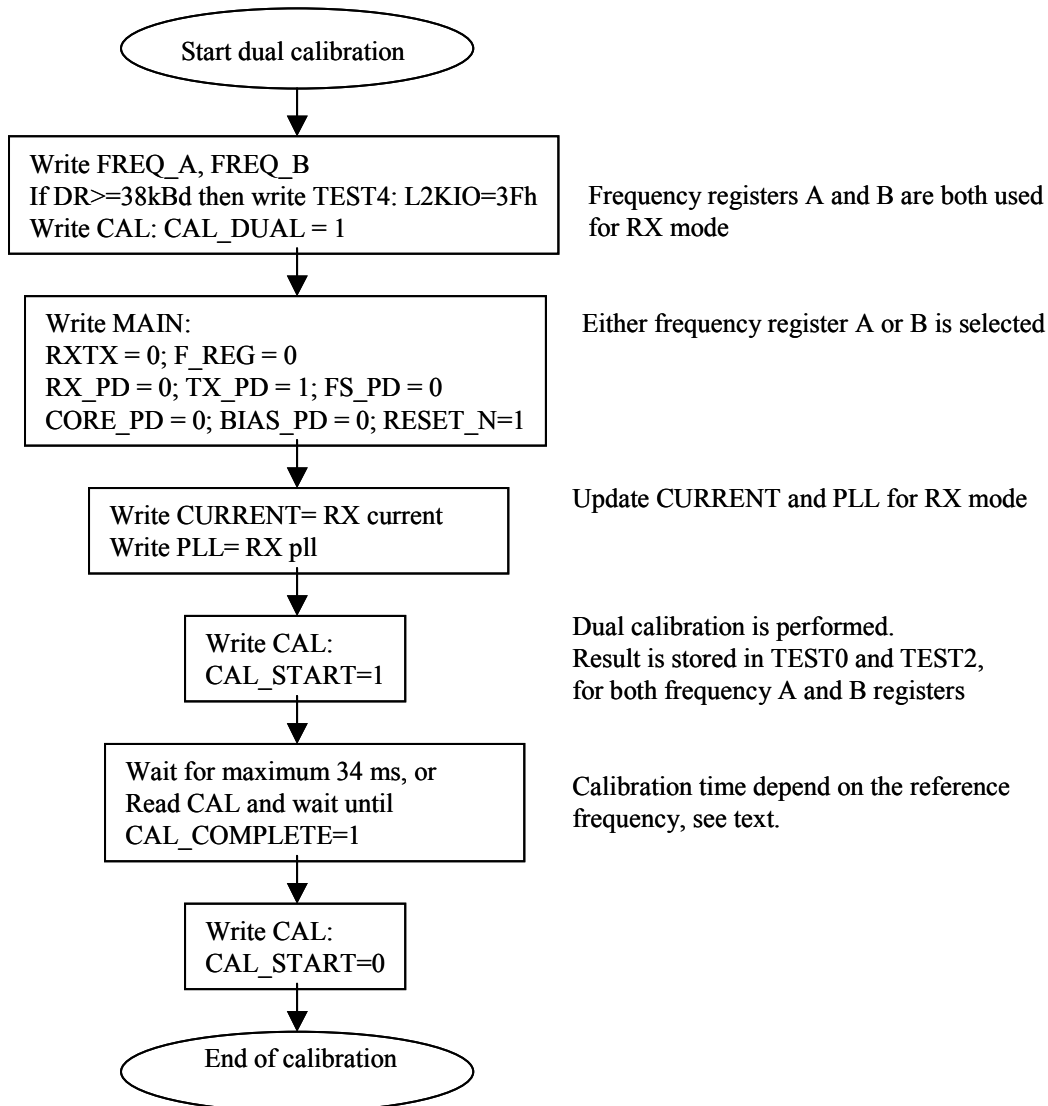 Start dual calibration
Write FREQ_A, FREQ_B
If DR>=38kBd then write TEST4: L2KIO=3Fh
Write CAL: CAL_DUAL = 1
Frequency registers A and B are both used
for RX mode
Write MAIN:
RXTX = 0; F_REG = 0
RX_PD = 0; TX_PD = 1; FS_PD = 0
CORE_PD = 0; BIAS_PD = 0; RESET_N=1
Either frequency register A or B is selected
Write CURRENT= RX current
Write PLL= RX pll
Update CURRENT and PLL for RX mode
Write CAL:
CAL_START=1
Dual calibration is performed.
Result is stored in TEST0 and TEST2,
for both frequency A and B registers
Wait for maximum 34 ms, or
Read CAL and wait until
CAL_COMPLETE=1
Calibration time depend on the reference
frequency, see text.
Write CAL:
CAL_START=0
End of calibration